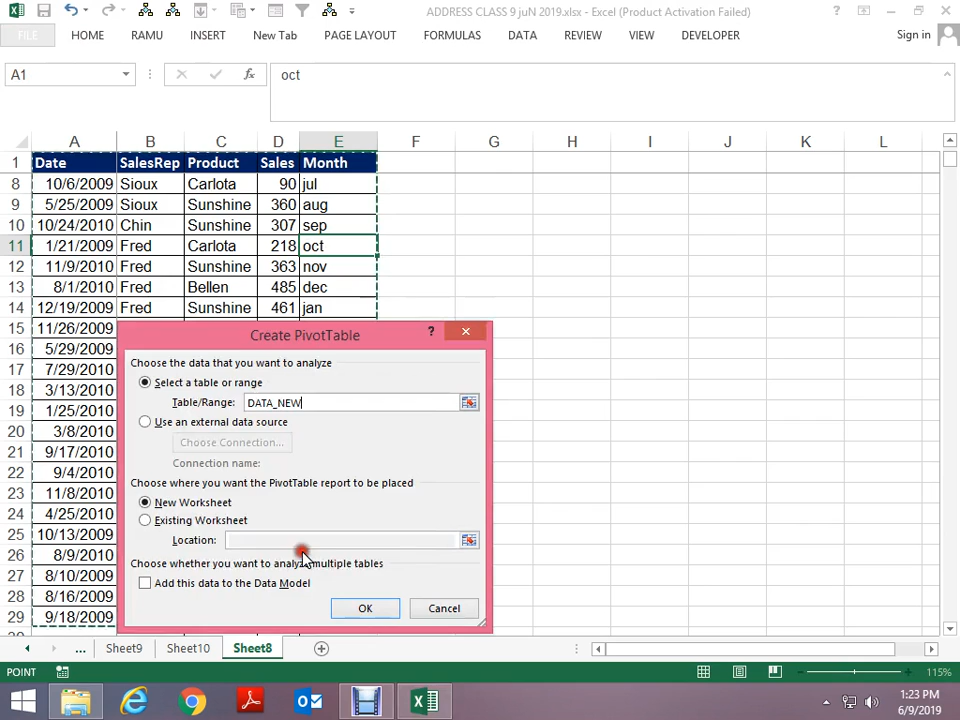 ADDRESS CLASS 9 juN 2019.xlsx - Excel (Product Activation Failed)
FILE HOME RAMU INSERT New Tab PAGE LAYOUT FORMULAS DATA REVIEW VIEW DEVELOPER Sign in
A1 fx oct
A B C D E F G H I J K L
1 Date SalesRep Product Sales Month
8 10/6/2009 Sioux Carlota 90 jul
9 5/25/2009 Sioux Sunshine 360 aug
10 10/24/2010 Chin Sunshine 307 sep
11 1/21/2009 Fred Carlota 218 oct
12 11/9/2010 Fred Sunshine 363 nov
13 8/1/2010 Fred Bellen 485 dec
14 12/19/2009 Fred Sunshine 461 jan
15 11/26/2009
16 5/29/2009
17 7/29/2010
18 3/13/2010
19 1/25/2010
20 3/8/2010
21 9/17/2010
22 9/4/2010
23 11/8/2010
24 4/25/2010
25 10/13/2009
26 8/9/2010
27 8/10/2009
28 8/16/2009
29 9/18/2009
Create PivotTable
Choose the data that you want to analyze
Select a table or range
Table/Range: DATA_NEW
Use an external data source
Choose Connection...
Connection name:
Choose where you want the PivotTable report to be placed
New Worksheet
Existing Worksheet
Location:
Choose whether you want to analyze multiple tables
Add this data to the Data Model
OK Cancel
... Sheet9 Sheet10 Sheet8
POINT 115%
1:23 PM
6/9/2019